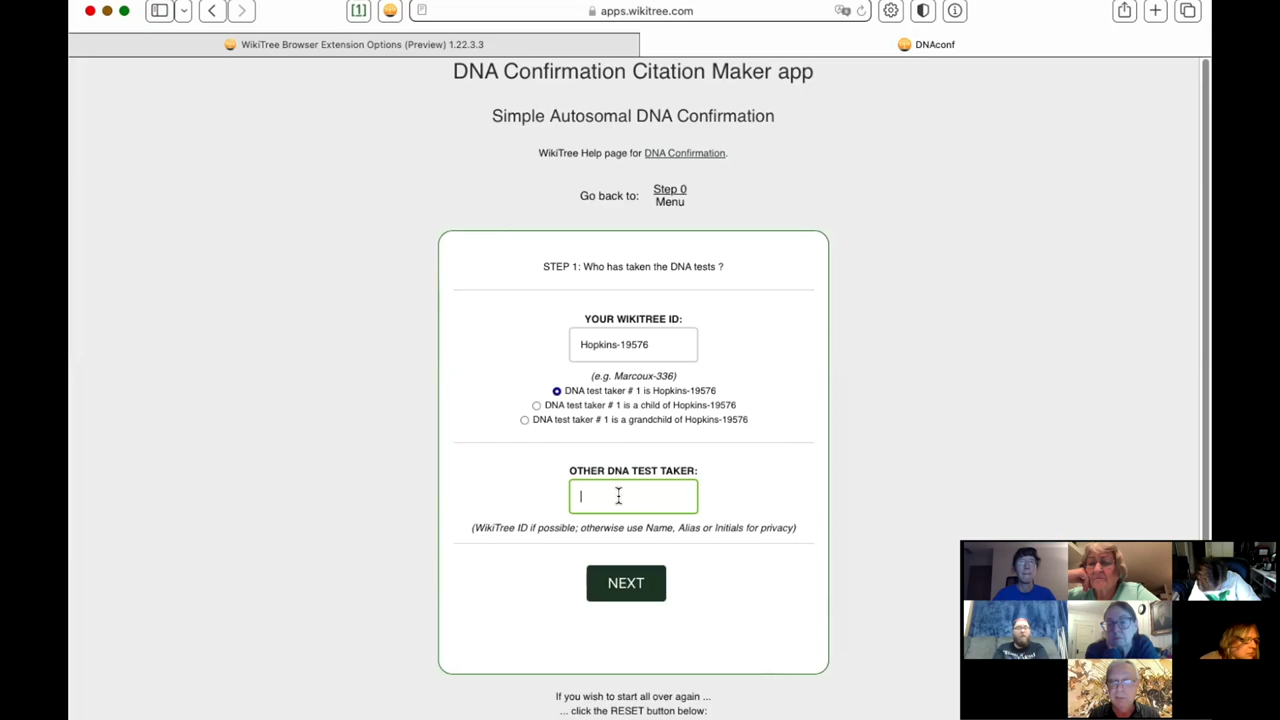 [1]
apps.wikitree.com
WikiTree Browser Extension Options (Preview) 1.22.3.3
DNAconf
DNA Confirmation Citation Maker app
Simple Autosomal DNA Confirmation
WikiTree Help page for DNA Confirmation.
Go back to:
Step 0
Menu
STEP 1: Who has taken the DNA tests ?
YOUR WIKITREE ID:
Hopkins-19576
(e.g. Marcoux-336)
DNA test taker # 1 is Hopkins-19576
DNA test taker # 1 is a child of Hopkins-19576
DNA test taker # 1 is a grandchild of Hopkins-19576
OTHER DNA TEST TAKER:
(WikiTree ID if possible; otherwise use Name, Alias or Initials for privacy)
NEXT
If you wish to start all over again ...
... click the RESET button below: